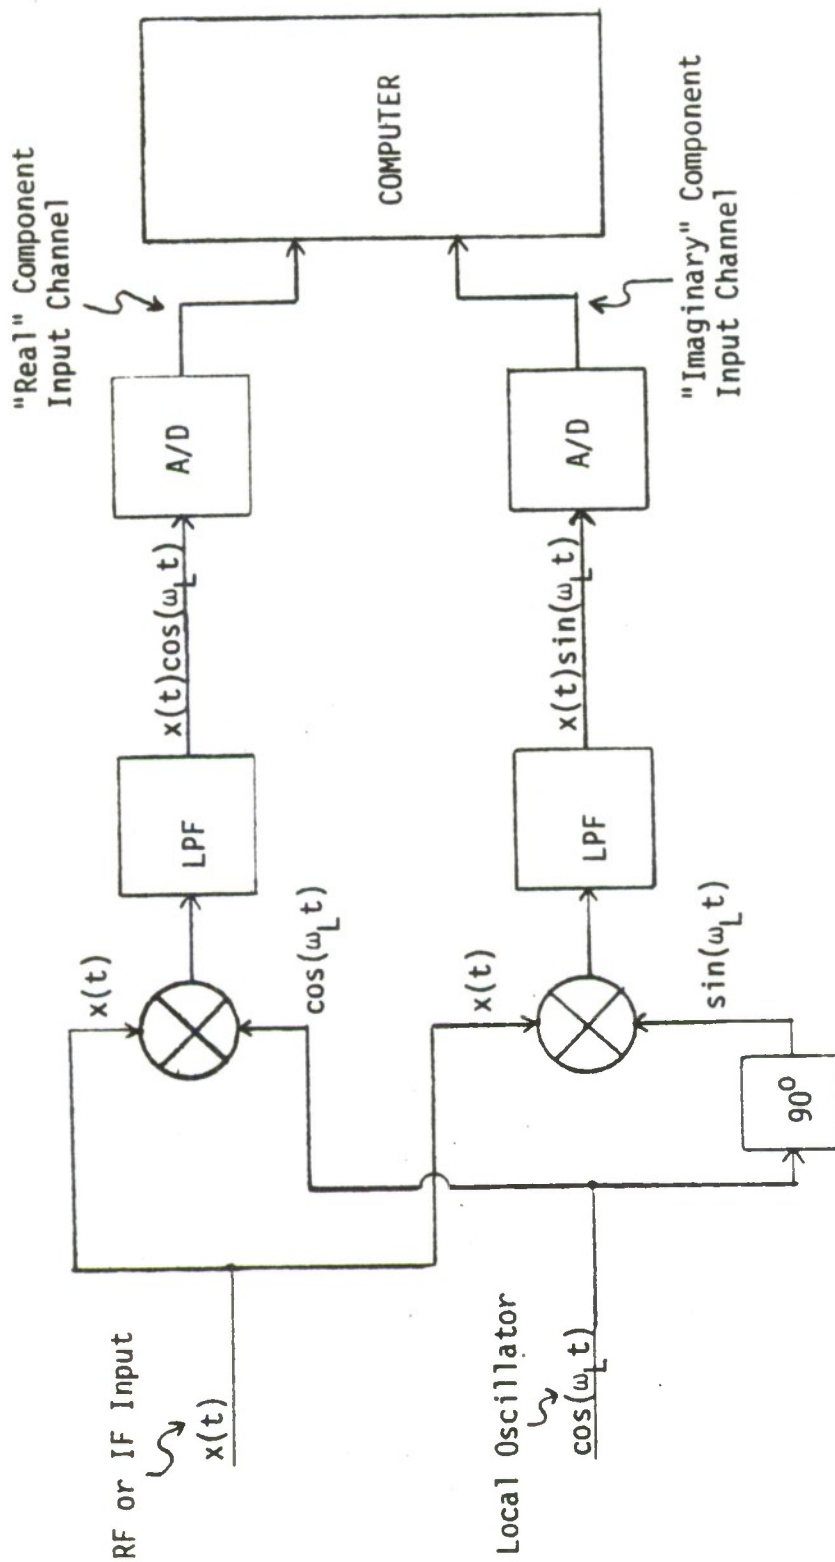 RF or IF Input
x(t)
Local Oscillator
cos(ω_L t)
90°
x(t)
cos(ω_L t)
x(t)
sin(ω_L t)
LPF
LPF
x(t)cos(ω_L t)
x(t)sin(ω_L t)
A/D
A/D
"Real" Component
Input Channel
"Imaginary" Component
Input Channel
COMPUTER